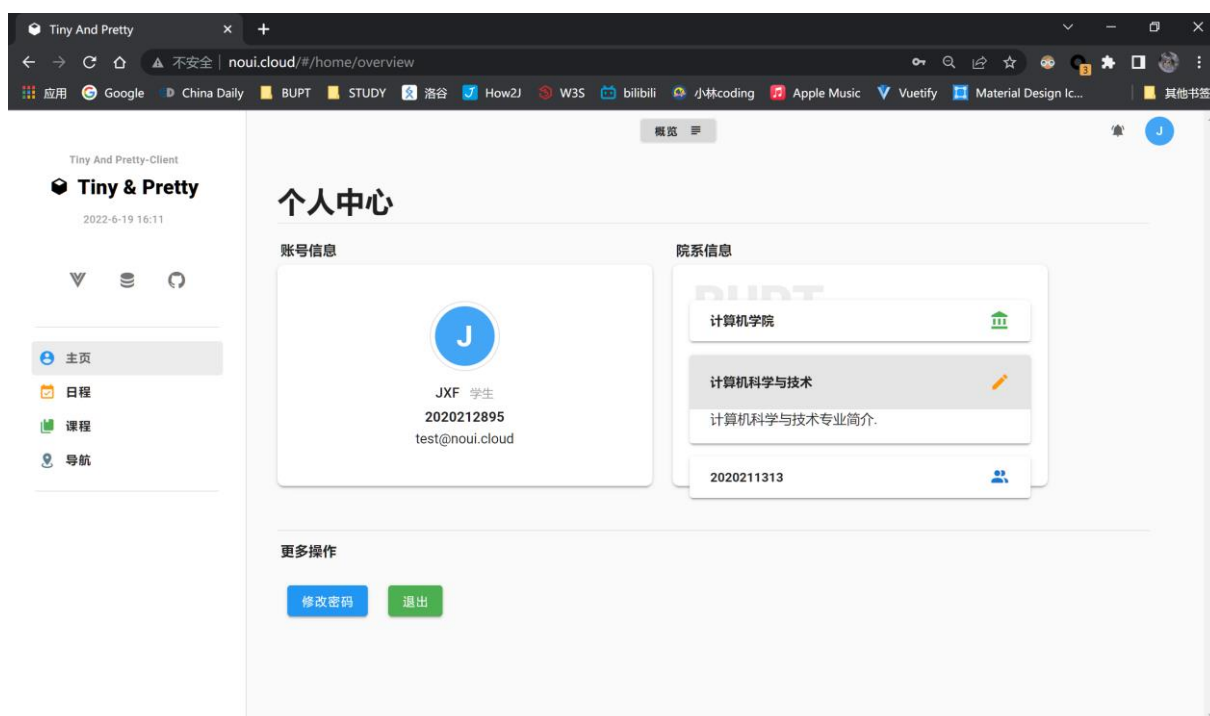 Tiny And Pretty
不安全 | noui.cloud/#/home/overview
3
应用 Google China Daily BUPT STUDY 洛谷 How2J W3S bilibili 小林coding Apple Music Vuetify Material Design Ic... 其他书签
概览
J
Tiny And Pretty-Client
Tiny & Pretty
2022-6-19 16:11
主页
日程
课程
导航
个人中心
账号信息
J
JXF 学生
2020212895
test@noui.cloud
院系信息
BUPT
计算机学院
计算机科学与技术
计算机科学与技术专业简介.
2020211313
更多操作
修改密码
退出